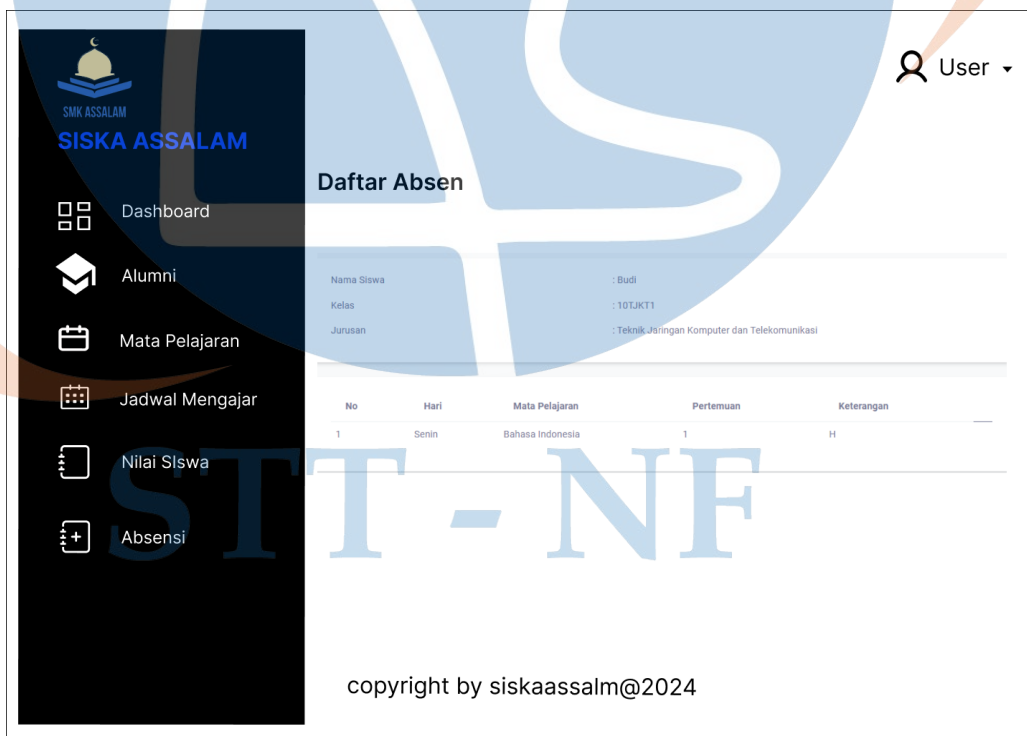 SMK ASSALAM
SISKA ASSALAM
User
Dashboard
Alumni
Mata Pelajaran
Jadwal Mengajar
Nilai SIswa
Absensi
Daftar Absen
Nama Siswa : Budi
Kelas : 10TJKT1
Jurusan : Teknik Jaringan Komputer dan Telekomunikasi
No Hari Mata Pelajaran Pertemuan Keterangan
1 Senin Bahasa Indonesia 1 H
STT - NF
copyright by siskaassalm@2024